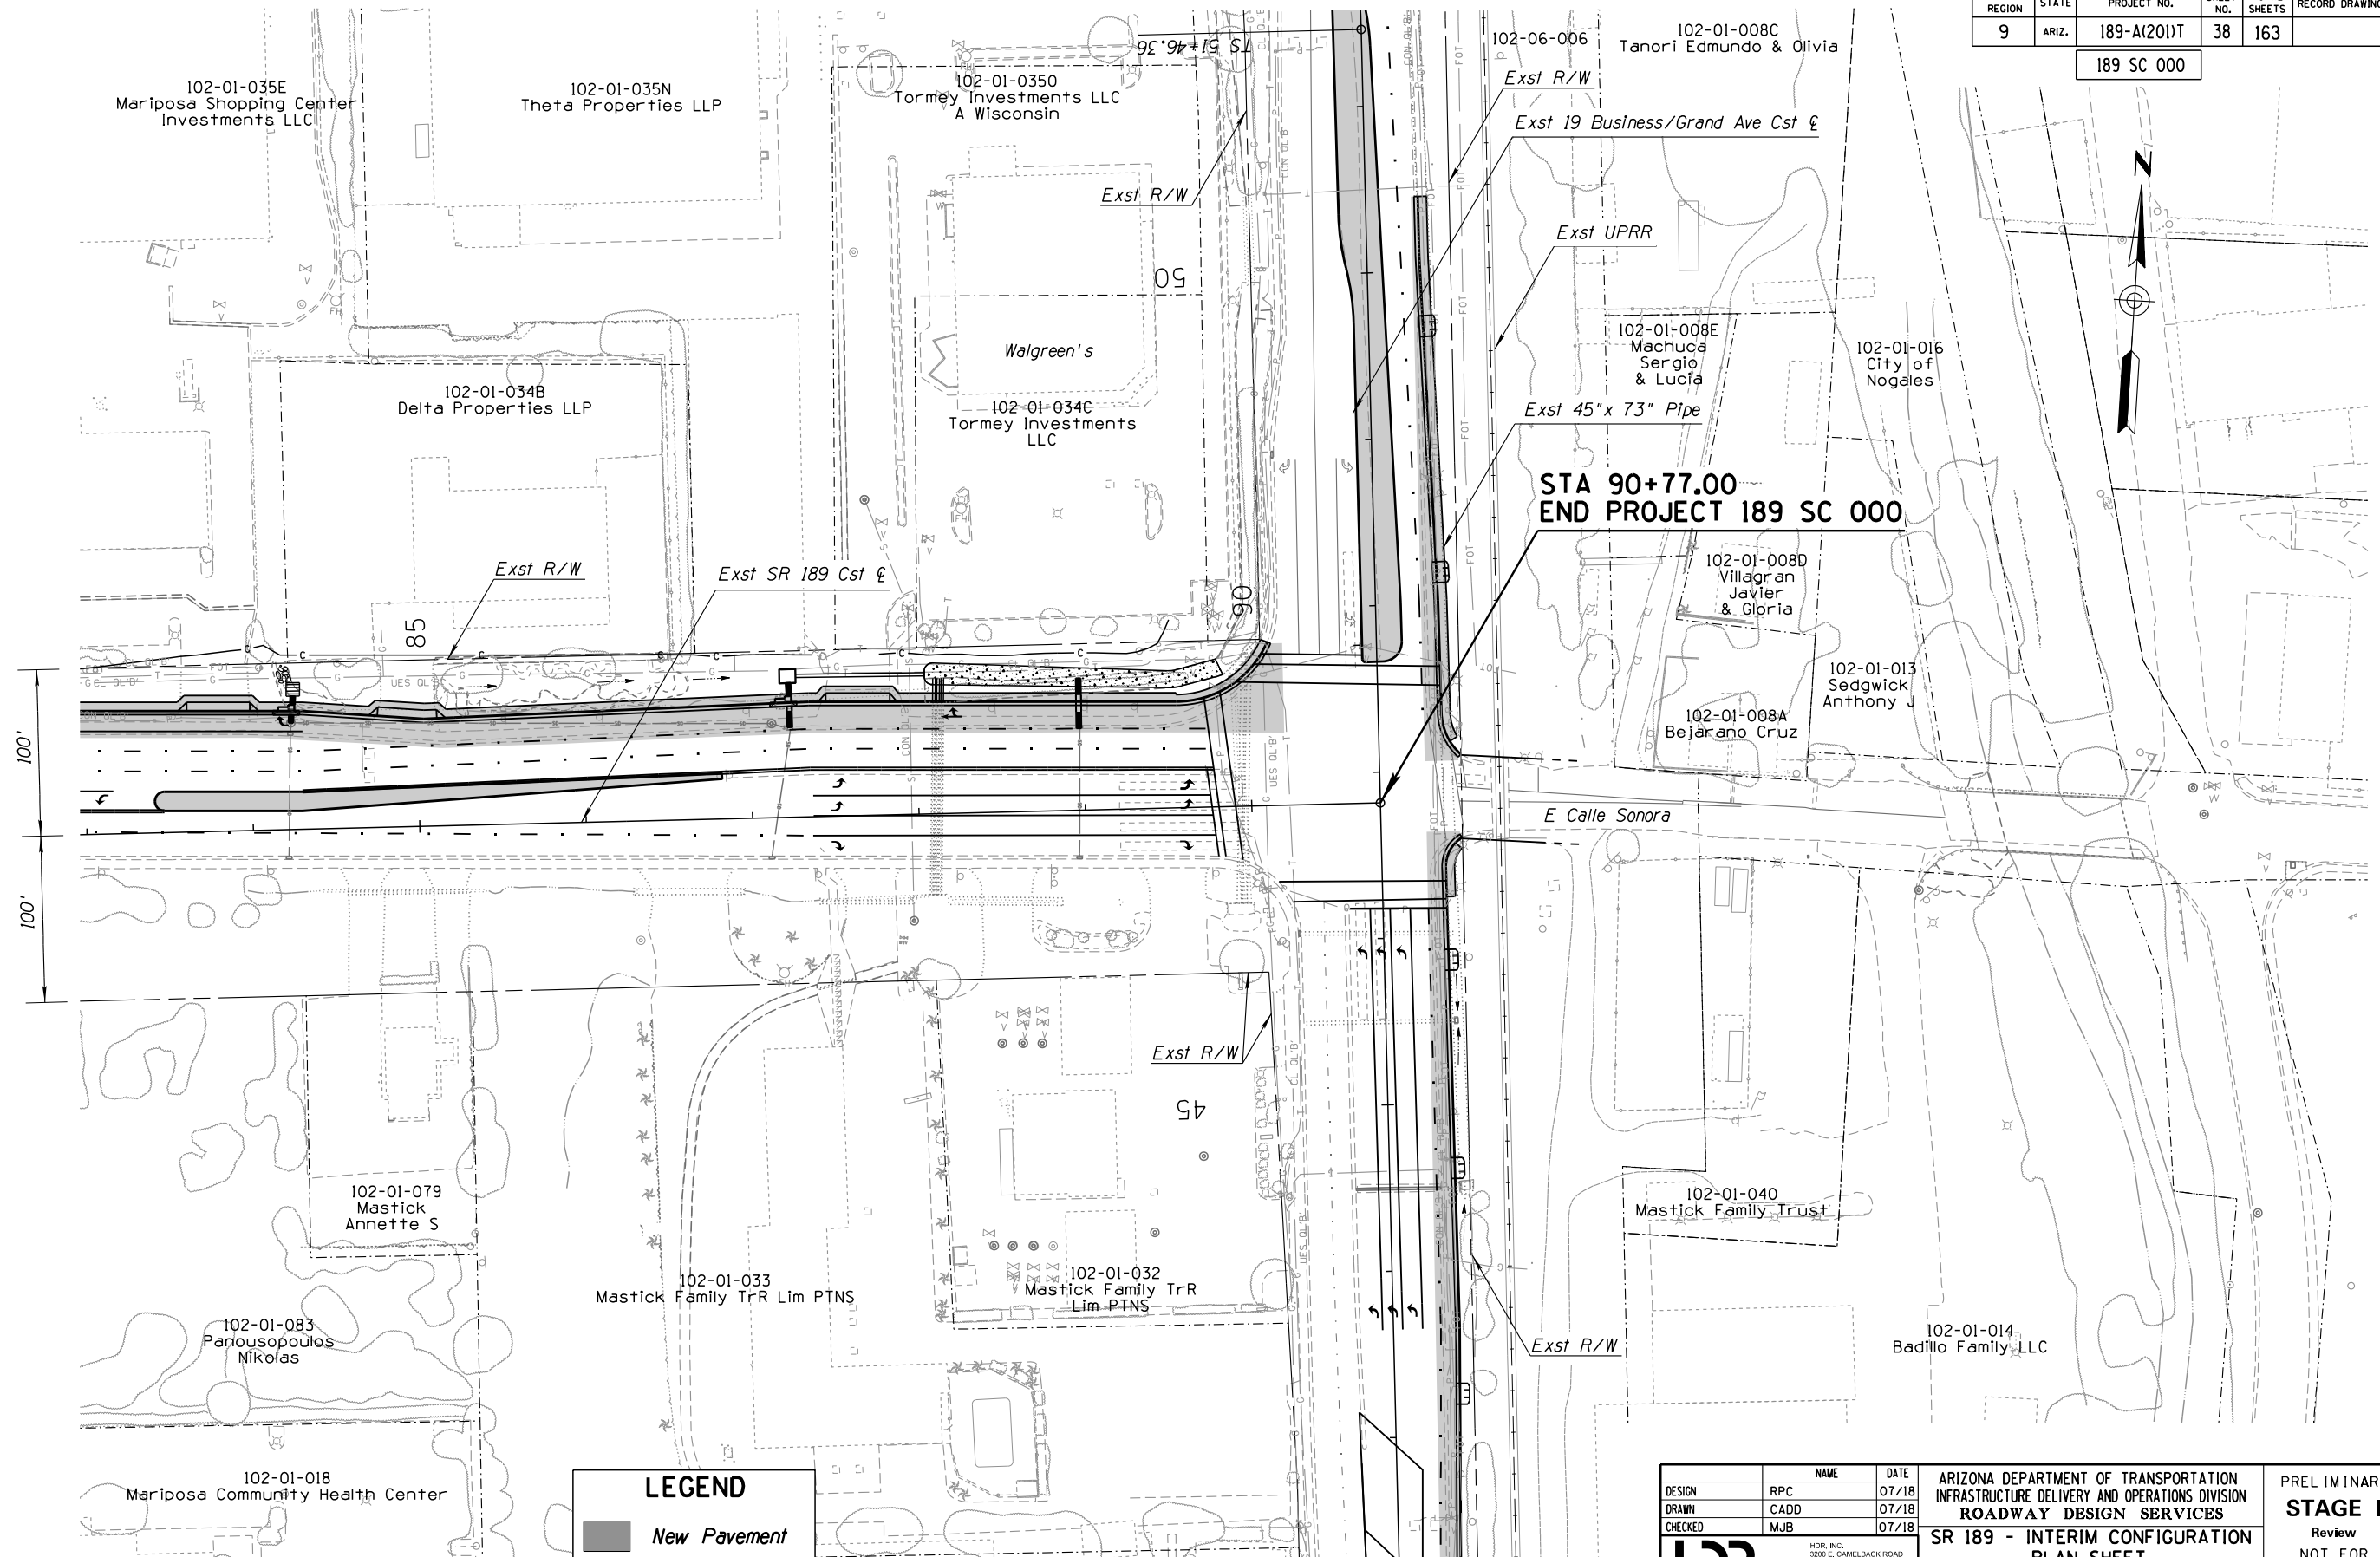 REGION STATE PROJECT NO. NO. SHEETS RECORD DRAWING
9 ARIZ. 189-A(201)T 38 163
189 SC 000
102-01-035E
Mariposa Shopping Center
Investments LLC
102-01-035N
Theta Properties LLP
TS 51+46.36
102-01-0350
Tormey Investments LLC
A Wisconsin
102-06-006
102-01-008C
Tanori Edmundo & Olivia
Exst R/W
Exst 19 Business/Grand Ave Cst ℄
Exst R/W
Exst UPRR
N
50
Walgreen's
102-01-008E
Machuca
Sergio
& Lucia
102-01-016
City of
Nogales
102-01-034B
Delta Properties LLP
102-01-034C
Tormey Investments
LLC
Exst 45"x 73" Pipe
STA 90+77.00
END PROJECT 189 SC 000
Exst R/W
Exst SR 189 Cst ℄
85
90
102-01-008D
Villagran
Javier
& Gloria
102-01-013
Sedgwick
Anthony J
102-01-008A
Bejarano Cruz
100'
100'
E Calle Sonora
Exst R/W
45
102-01-079
Mastick
Annette S
102-01-040
Mastick Family Trust
102-01-033
Mastick Family TrR Lim PTNS
102-01-032
Mastick Family TrR
Lim PTNS
102-01-083
Panousopoulos
Nikolas
Exst R/W
102-01-014
Badillo Family LLC
102-01-018
Mariposa Community Health Center
LEGEND
New Pavement
NAME DATE
DESIGN RPC 07/18
DRAWN CADD 07/18
CHECKED MJB 07/18
HDR, INC.
3200 E. CAMELBACK ROAD
ARIZONA DEPARTMENT OF TRANSPORTATION
INFRASTRUCTURE DELIVERY AND OPERATIONS DIVISION
ROADWAY DESIGN SERVICES
SR 189 - INTERIM CONFIGURATION
PLAN SHEET
PRELIMINAR
STAGE
Review
NOT FOR